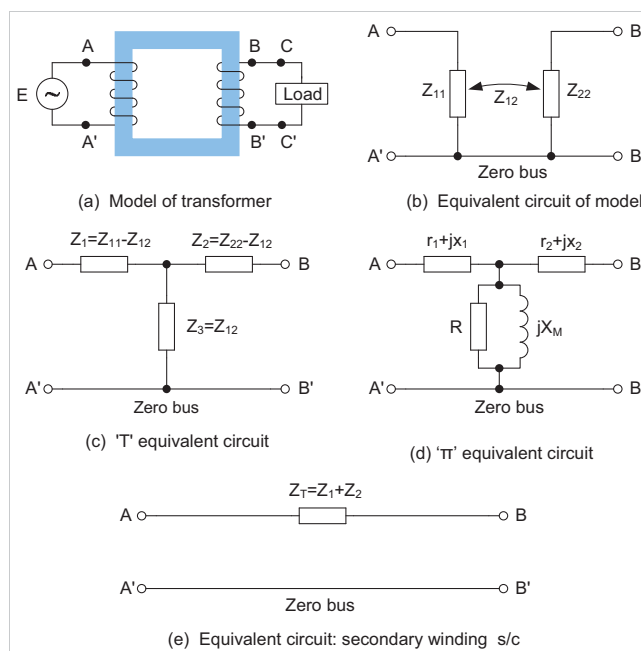 A B C
E ~ Load
A' B' C'
(a) Model of transformer
A B
Z11 Z12 Z22
A' B'
Zero bus
(b) Equivalent circuit of model
Z1=Z11-Z12 Z2=Z22-Z12
A B
Z3=Z12
A' B'
Zero bus
(c) 'T' equivalent circuit
r1+jx1 r2+jx2
A B
R jXM
A' B
Zero bus
(d) 'π' equivalent circuit
ZT=Z1+Z2
A B
A' B'
Zero bus
(e) Equivalent circuit: secondary winding s/c